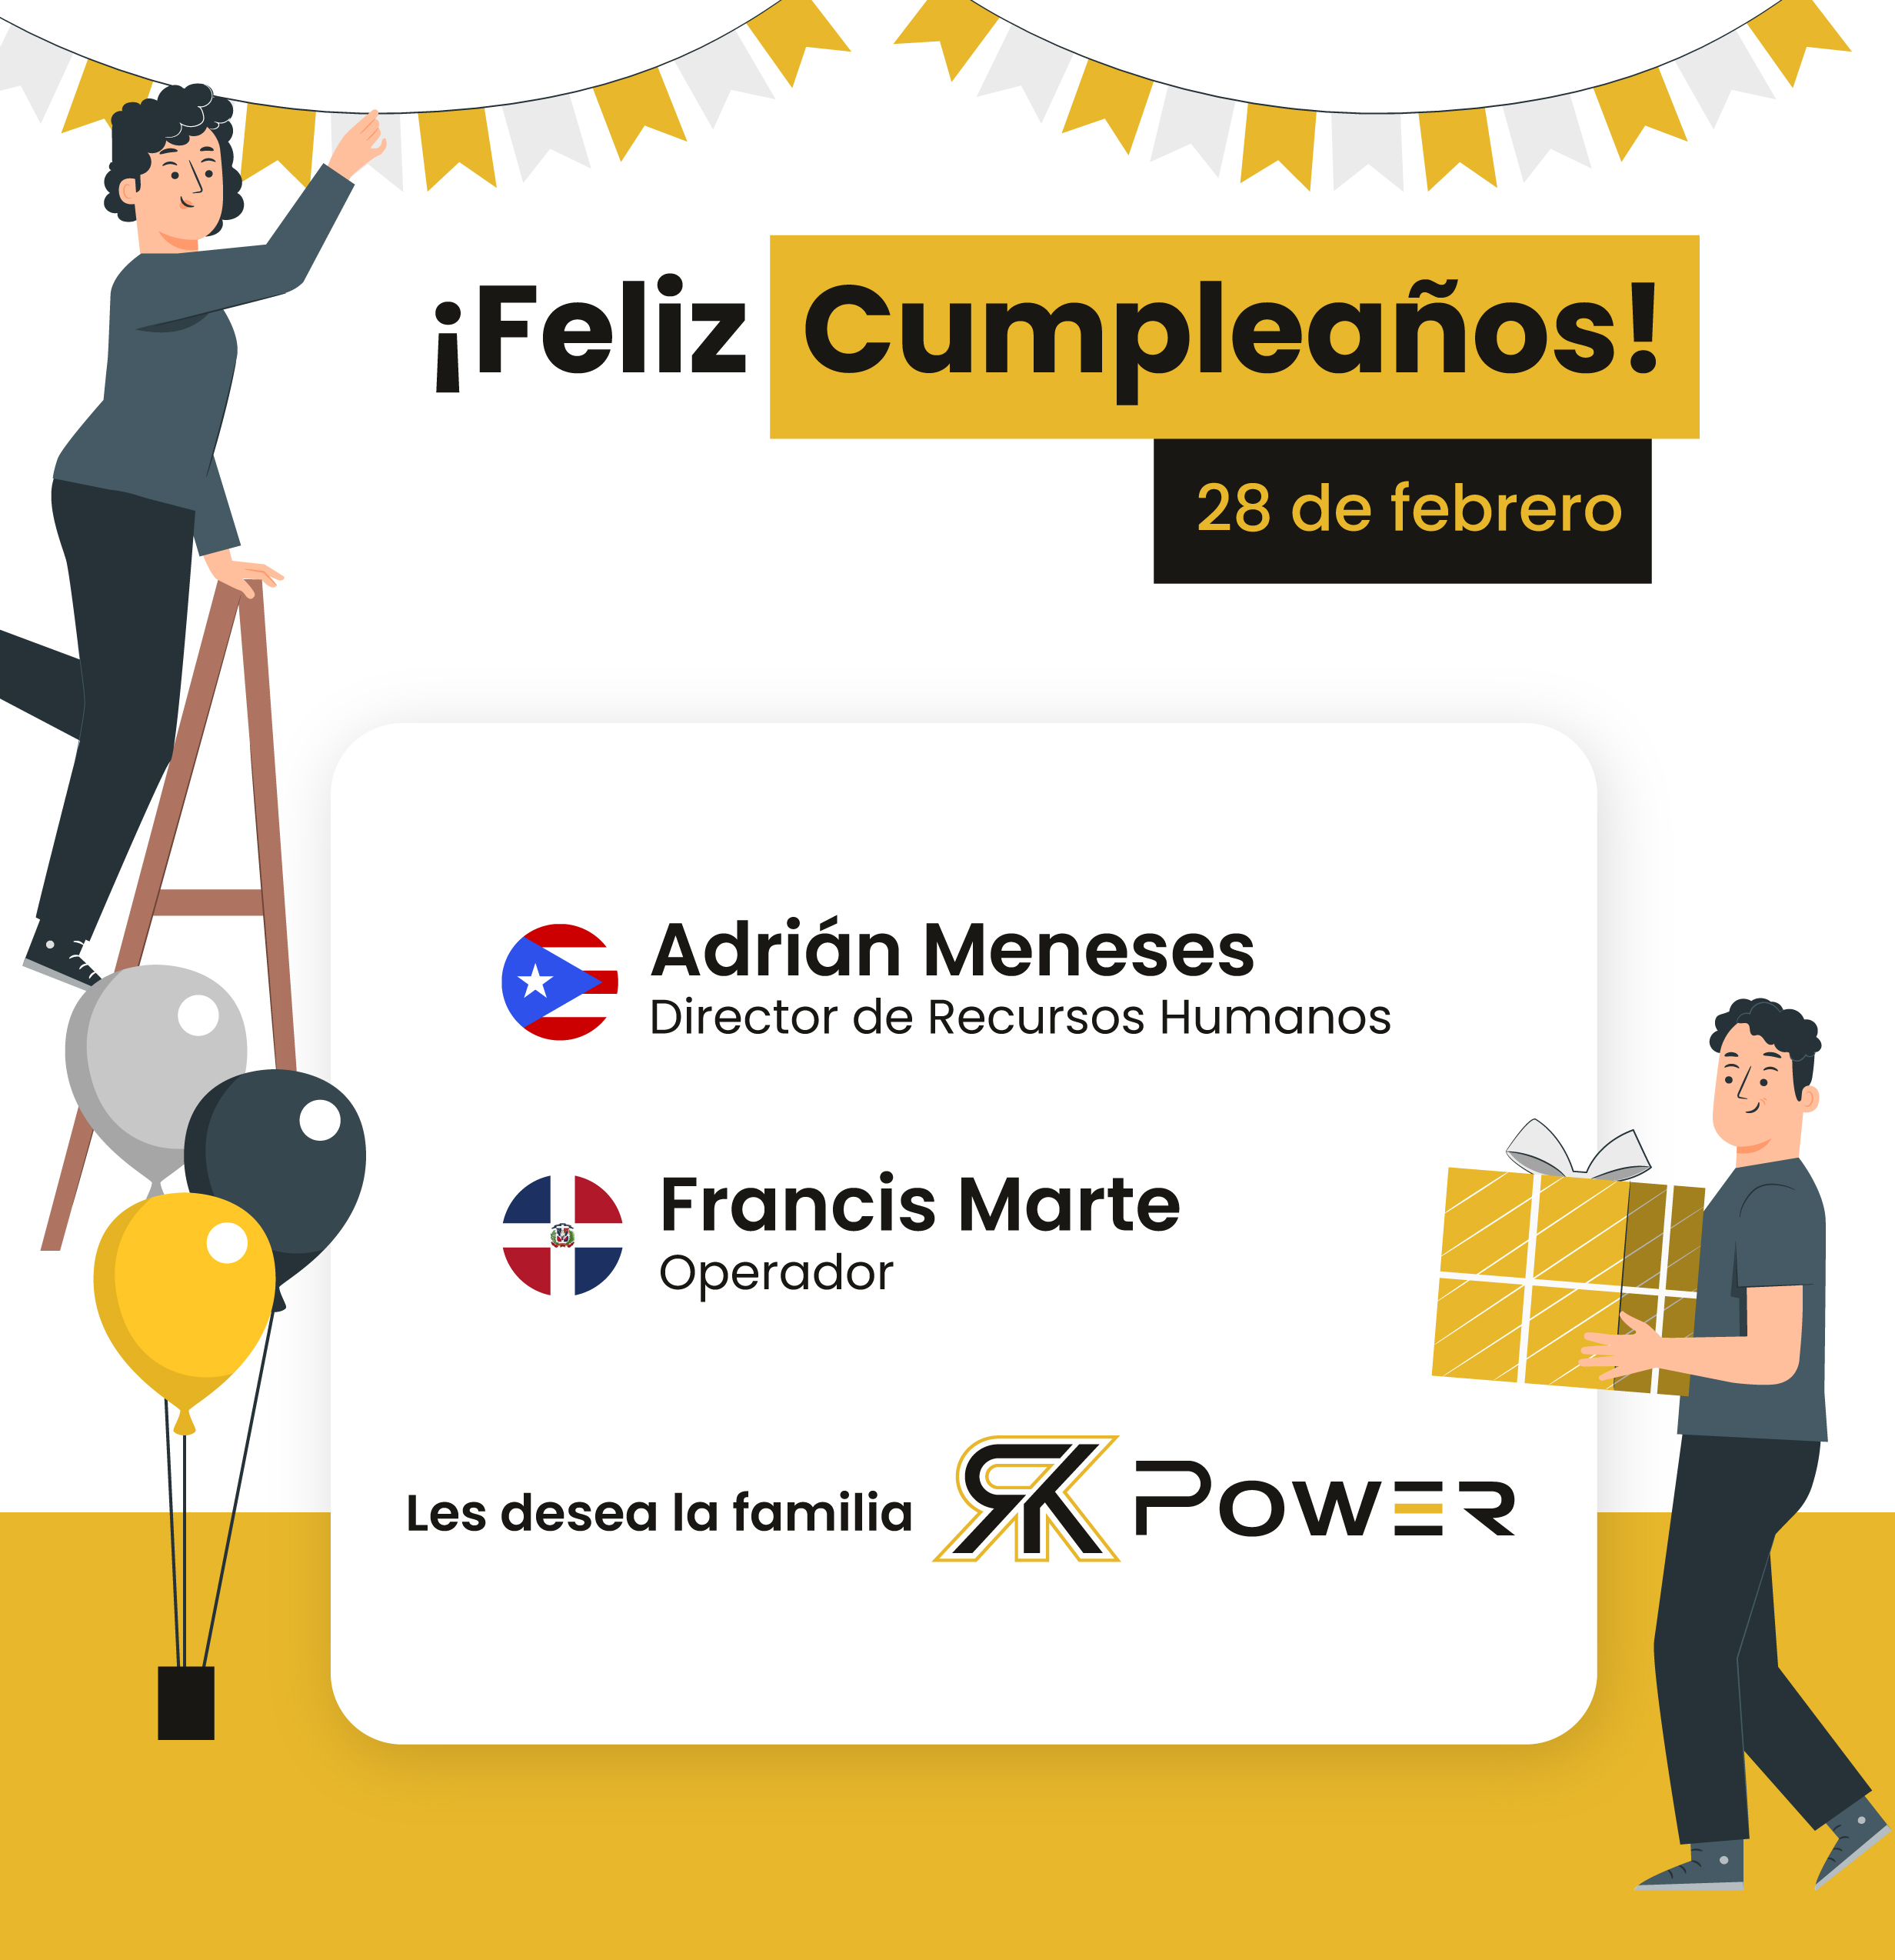 ¡Feliz Cumpleaños!
28 de febrero
Adrián Meneses
Director de Recursos Humanos
Francis Marte
Operador
Les desea la familia RK POWER